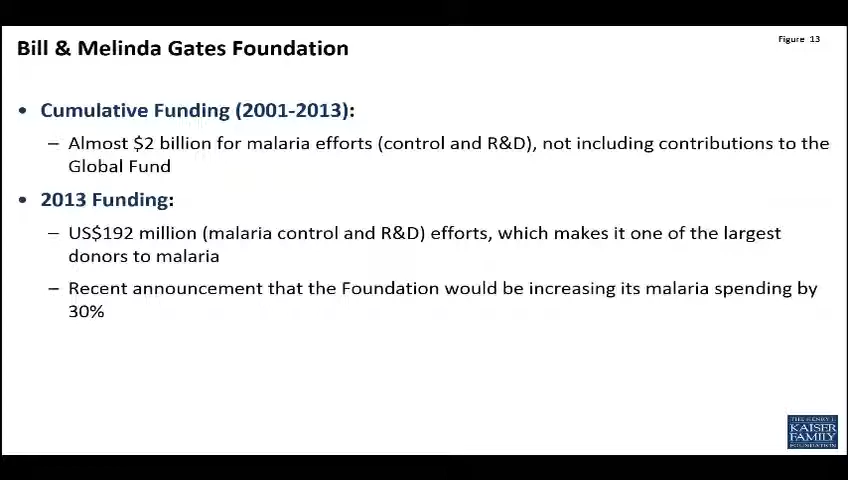 Figure 13
Bill & Melinda Gates Foundation
• Cumulative Funding (2001-2013):
– Almost $2 billion for malaria efforts (control and R&D), not including contributions to the
Global Fund
• 2013 Funding:
– US$192 million (malaria control and R&D) efforts, which makes it one of the largest
donors to malaria
– Recent announcement that the Foundation would be increasing its malaria spending by
30%
THE HENRY J.
KAISER
FAMILY
FOUNDATION